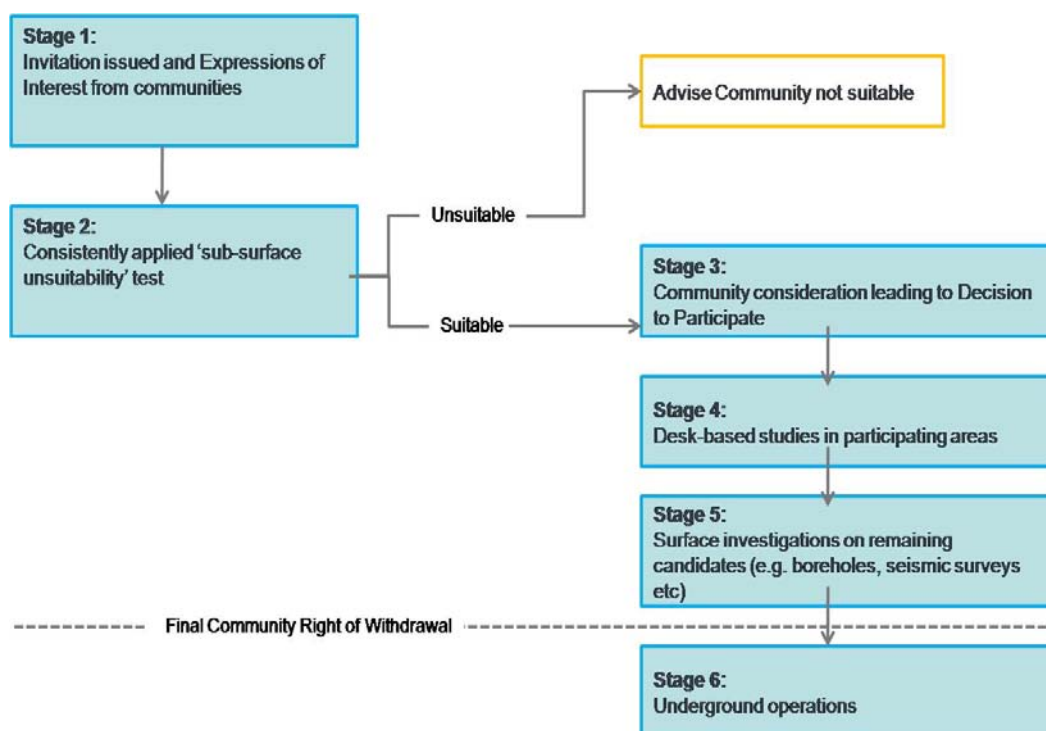 Stage 1:
Invitation issued and Expressions of
Interest from communities
Advise Community not suitable
Unsuitable
Stage 2:
Consistently applied ‘sub-surface
unsuitability’ test
Suitable
Stage 3:
Community consideration leading to Decision
to Participate
Stage 4:
Desk-based studies in participating areas
Stage 5:
Surface investigations on remaining
candidates (e.g. boreholes, seismic surveys
etc)
Final Community Right of Withdrawal
Stage 6:
Underground operations